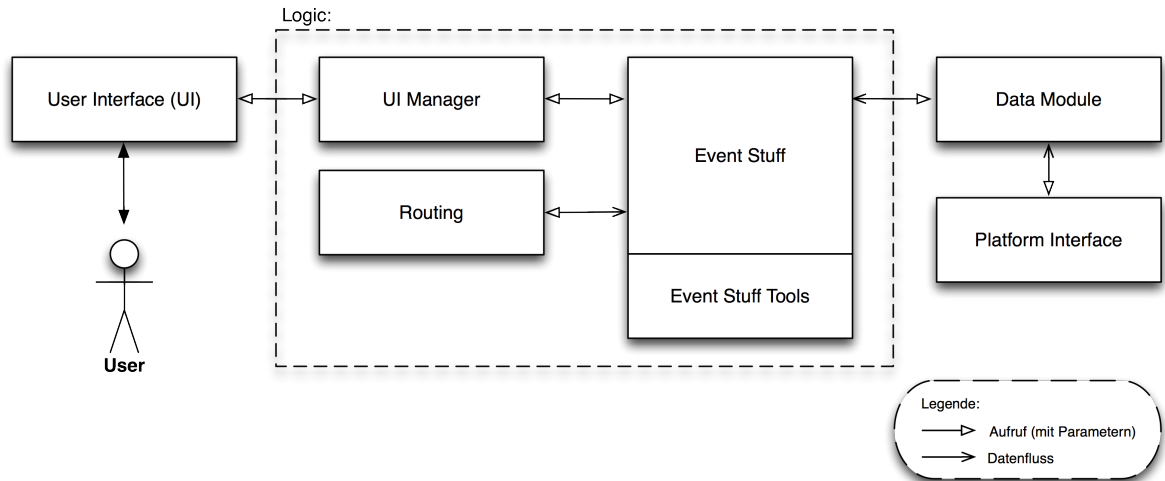 Logic:
User Interface (UI)
UI Manager
Event Stuff
Data Module
Routing
Platform Interface
Event Stuff Tools
User
Legende:
Aufruf (mit Parametern)
Datenfluss